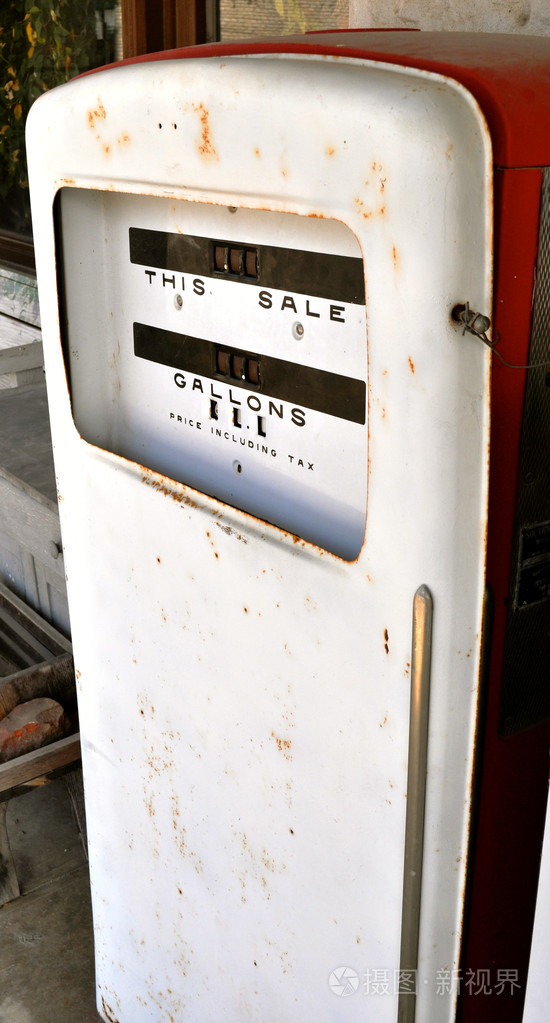 THIS SALE
GALLONS
PRICE INCLUDING TAX
摄图·新视界